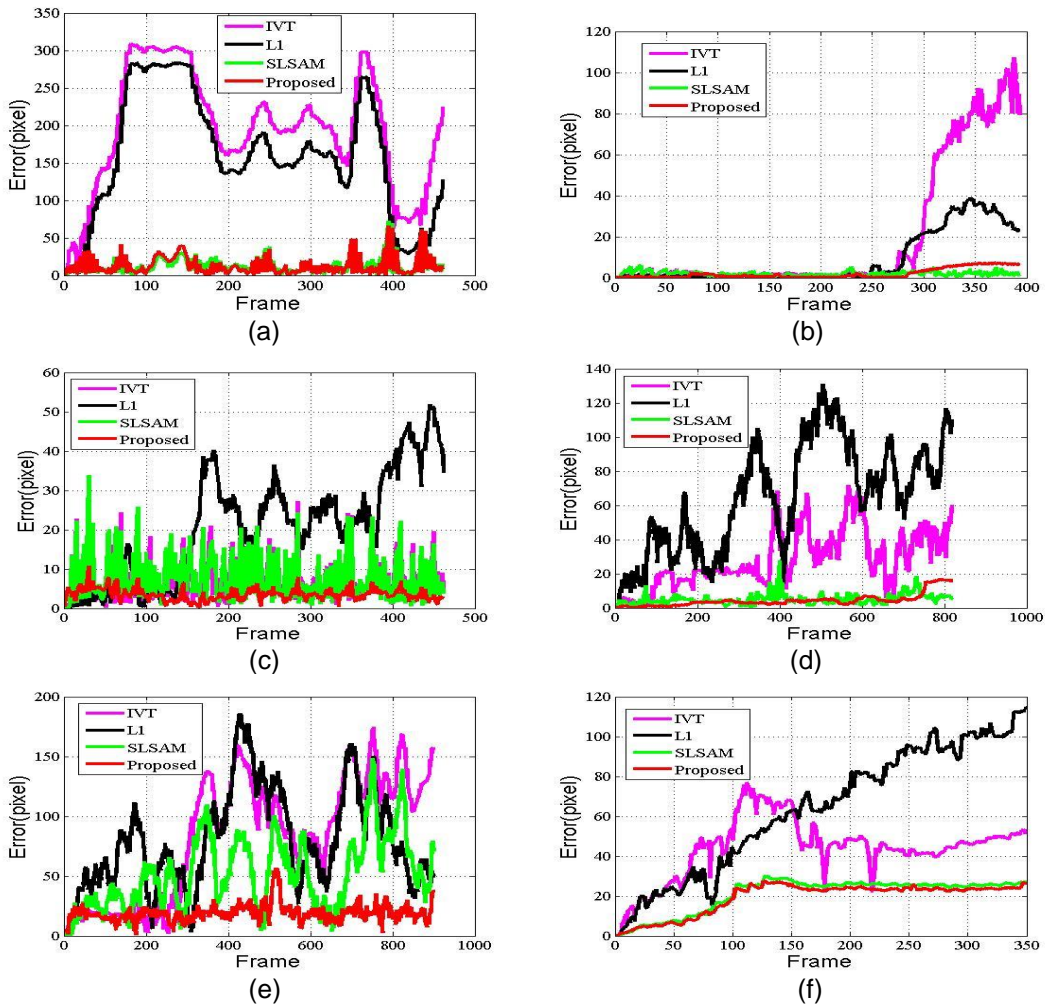 350
300
250
200
150
100
50
0
Error(pixel)
IVT
L1
SLSAM
Proposed
0 100 200 300 400 500
Frame
(a)
120
100
80
60
40
20
0
Error(pixel)
IVT
L1
SLSAM
Proposed
0 50 100 150 200 250 300 350 400
Frame
(b)
60
50
40
30
20
10
0
Error(pixel)
IVT
L1
SLSAM
Proposed
0 100 200 300 400 500
Frame
(c)
140
120
100
80
60
40
20
0
Error(pixel)
IVT
L1
SLSAM
Proposed
0 200 400 600 800 1000
Frame
(d)
200
150
100
50
0
Error(pixel)
IVT
L1
SLSAM
Proposed
0 200 400 600 800 1000
Frame
(e)
120
100
80
60
40
20
0
Error(pixel)
IVT
L1
SLSAM
Proposed
0 50 100 150 200 250 300 350
Frame
(f)